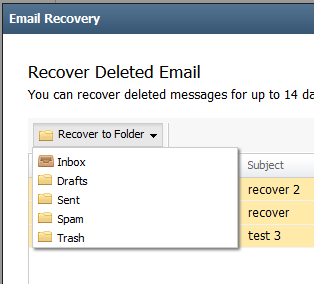 Email Recovery
Recover Deleted Email
You can recover deleted messages for up to 14 da
Recover to Folder
Inbox
Drafts
Sent
Spam
Trash
Subject
recover 2
recover
test 3